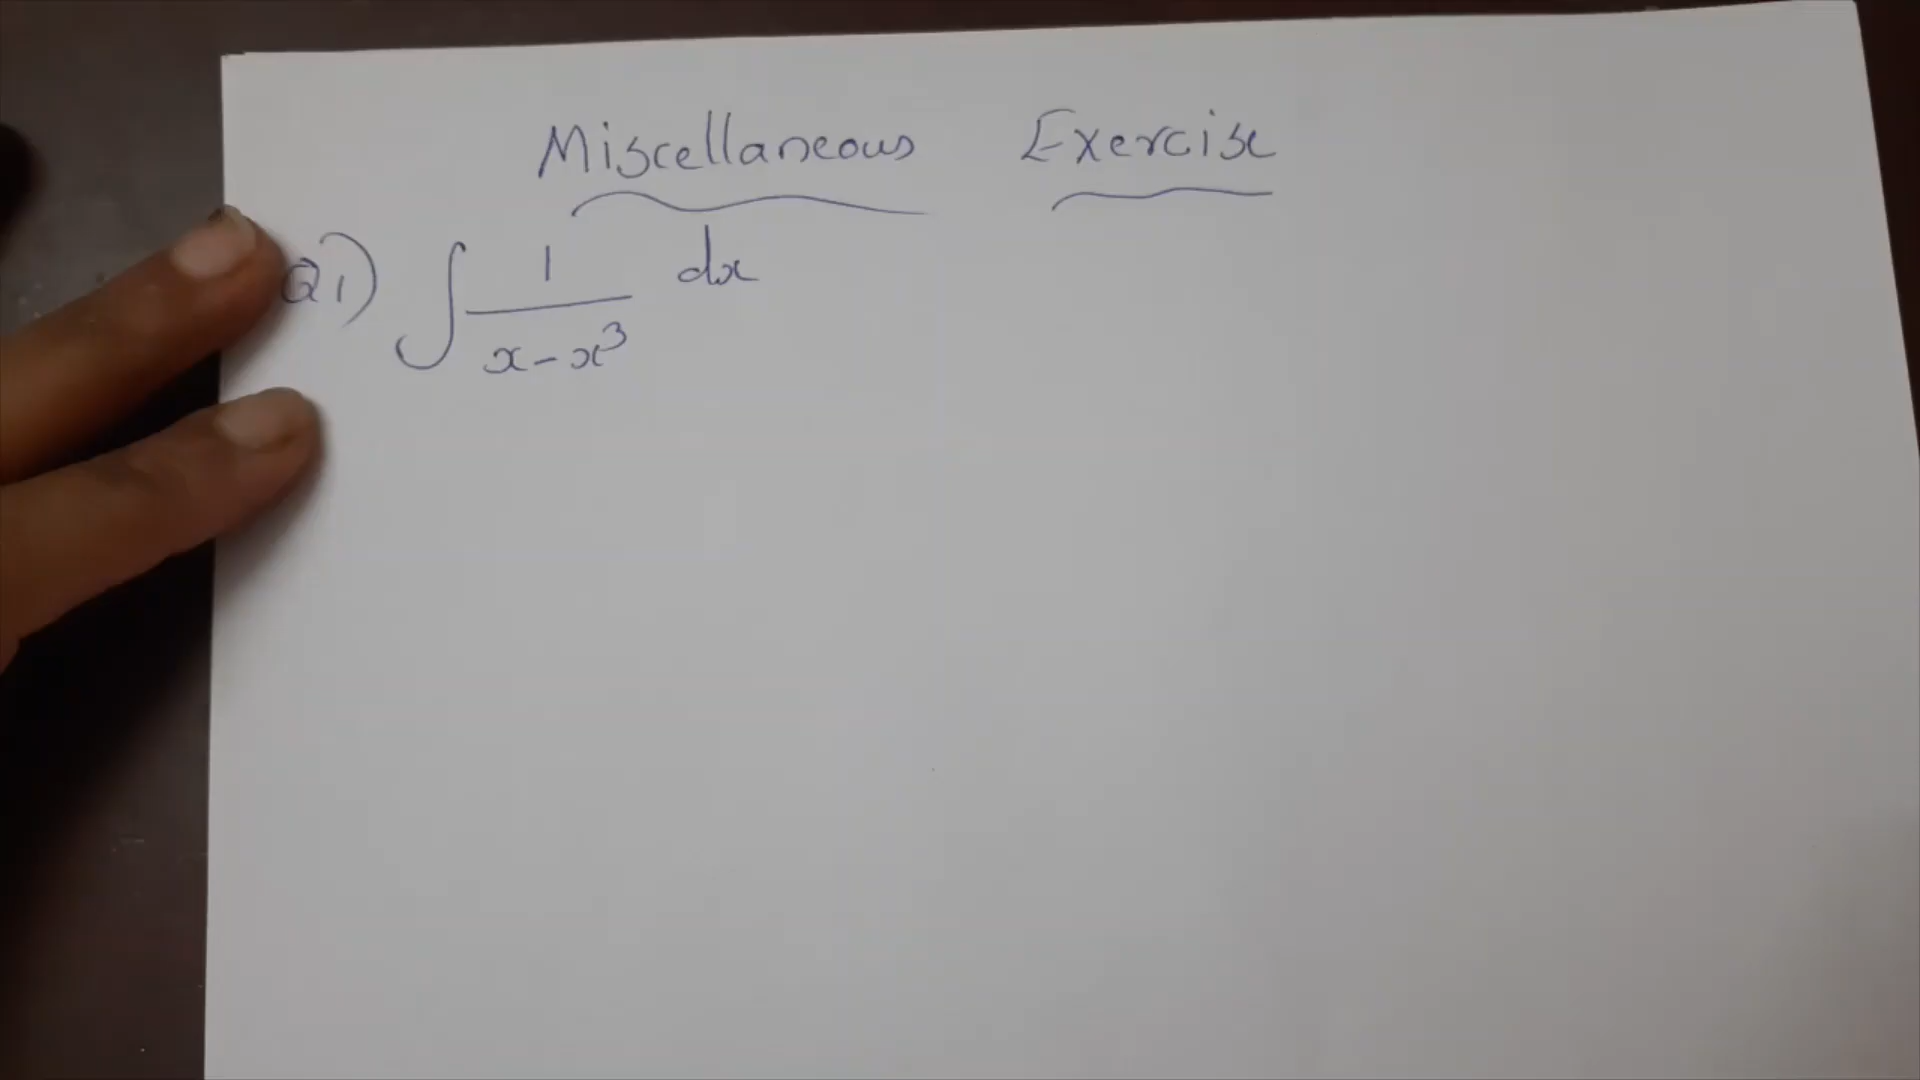 Miscellaneous Exercise
Q1) ∫ 1/(x-x³) dx